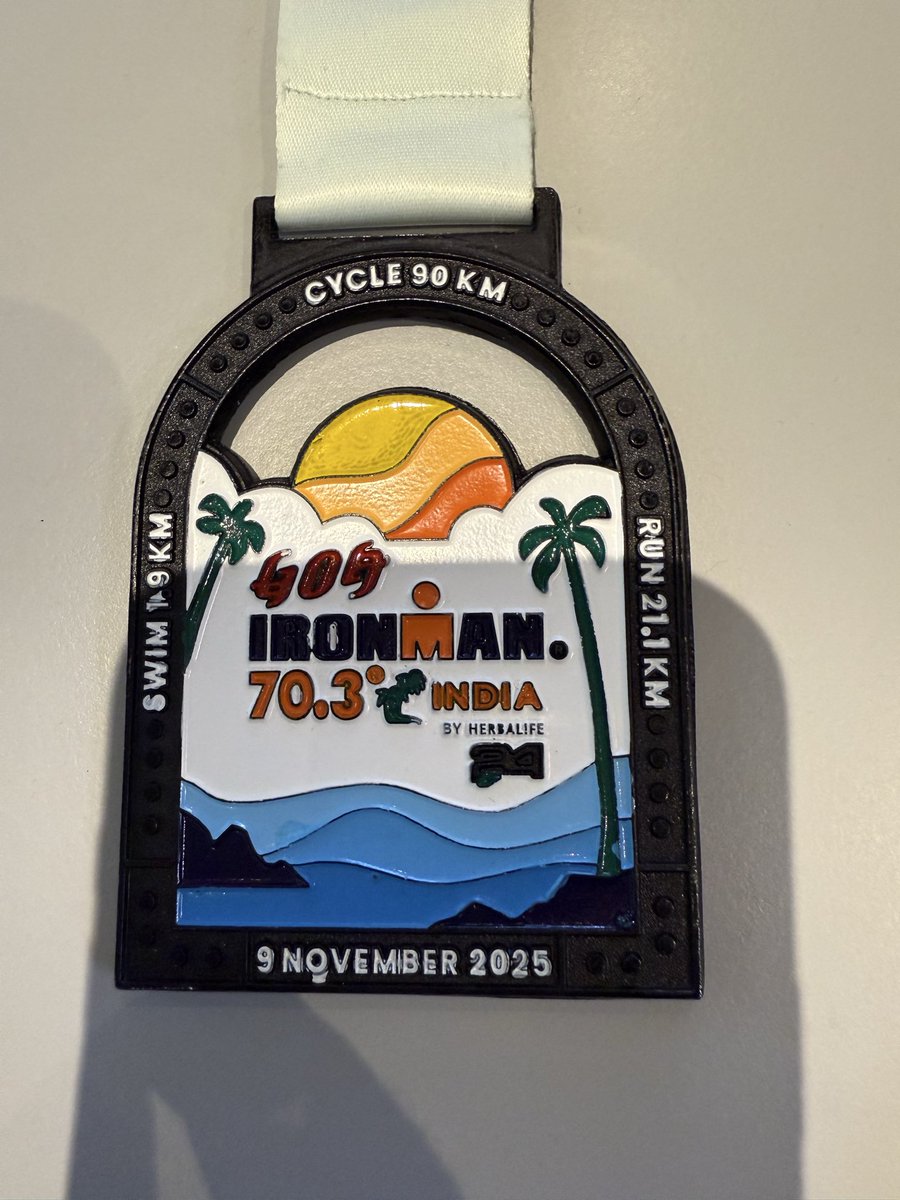 CYCLE 90 KM
SWIM 1.9 KM
RUN 21.1 KM
IRONMAN
70.3 INDIA
BY HERBALIFE
24
9 NOVEMBER 2025